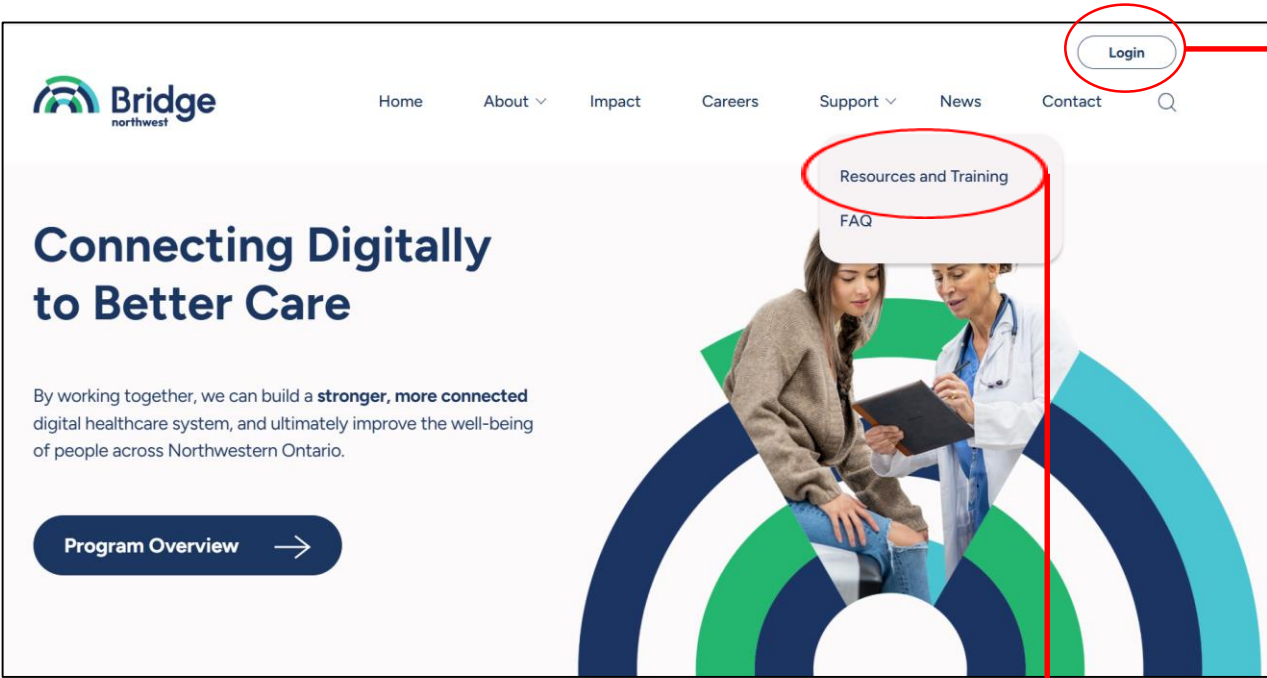 Login
Bridge
northwest
Home About Impact Careers Support News Contact
Resources and Training
FAQ
Connecting Digitally
to Better Care
By working together, we can build a stronger, more connected
digital healthcare system, and ultimately improve the well-being
of people across Northwestern Ontario.
Program Overview